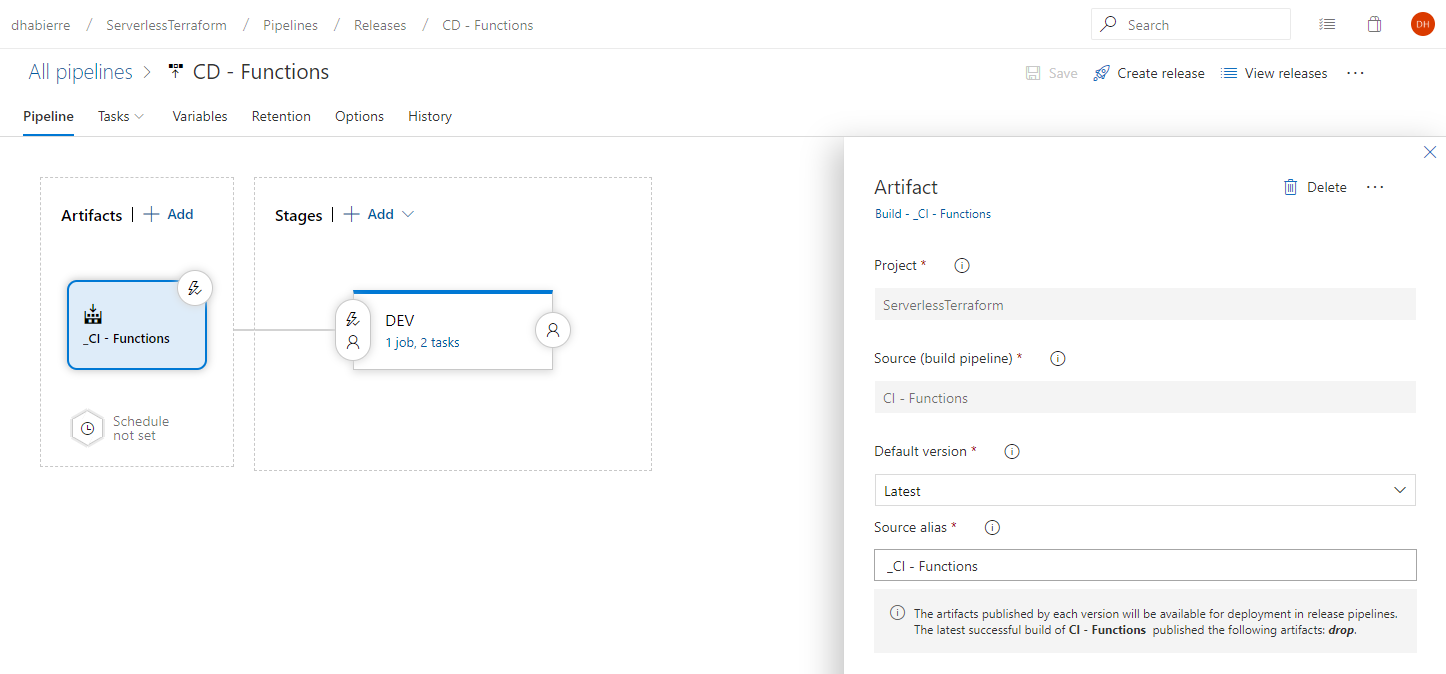 dhabierre / ServerlessTerraform / Pipelines / Releases / CD - Functions
Search
DH
All pipelines > CD - Functions
Save Create release View releases ...
Pipeline Tasks Variables Retention Options History
Artifacts | + Add
Stages | + Add
_CI - Functions
Schedule
not set
DEV
1 job, 2 tasks
Artifact
Delete ...
Build - _CI - Functions
Project *
ServerlessTerraform
Source (build pipeline) *
CI - Functions
Default version *
Latest
Source alias *
_CI - Functions
The artifacts published by each version will be available for deployment in release pipelines.
The latest successful build of CI - Functions published the following artifacts: drop.